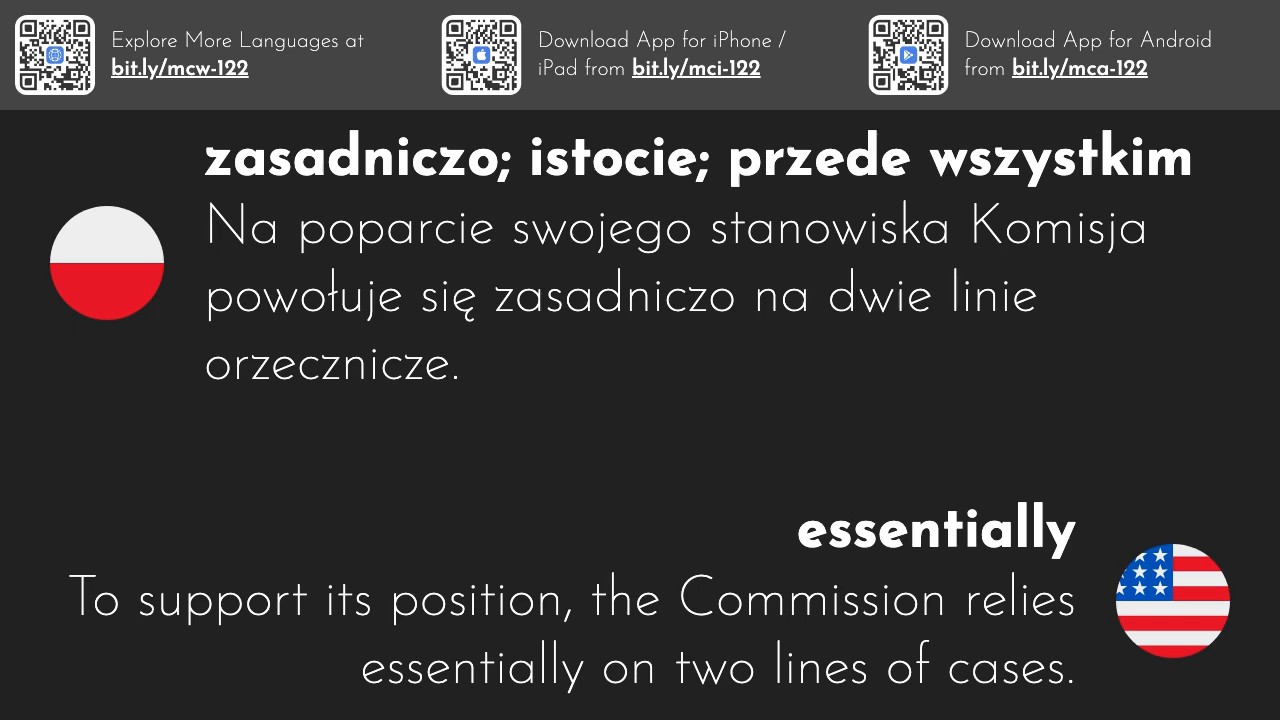 Explore More Languages at
bit.ly/mcw-122
Download App for iPhone /
iPad from bit.ly/mci-122
Download App for Android
from bit.ly/mca-122
zasadniczo; istocie; przede wszystkim
Na poparcie swojego stanowiska Komisja
powołuje się zasadniczo na dwie linie
orzecznicze.
essentially
To support its position, the Commission relies
essentially on two lines of cases.